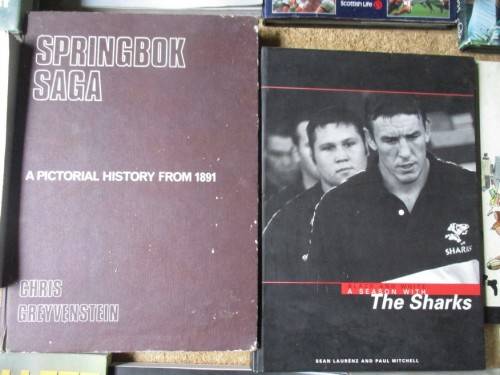 Scottish Life
SPRINGBOK
SAGA
A PICTORIAL HISTORY FROM 1891
CHRIS
GREYVENSTEIN
SHARKS
A SEASON WITH
The Sharks
SEAN LAURÉNZ AND PAUL MITCHELL